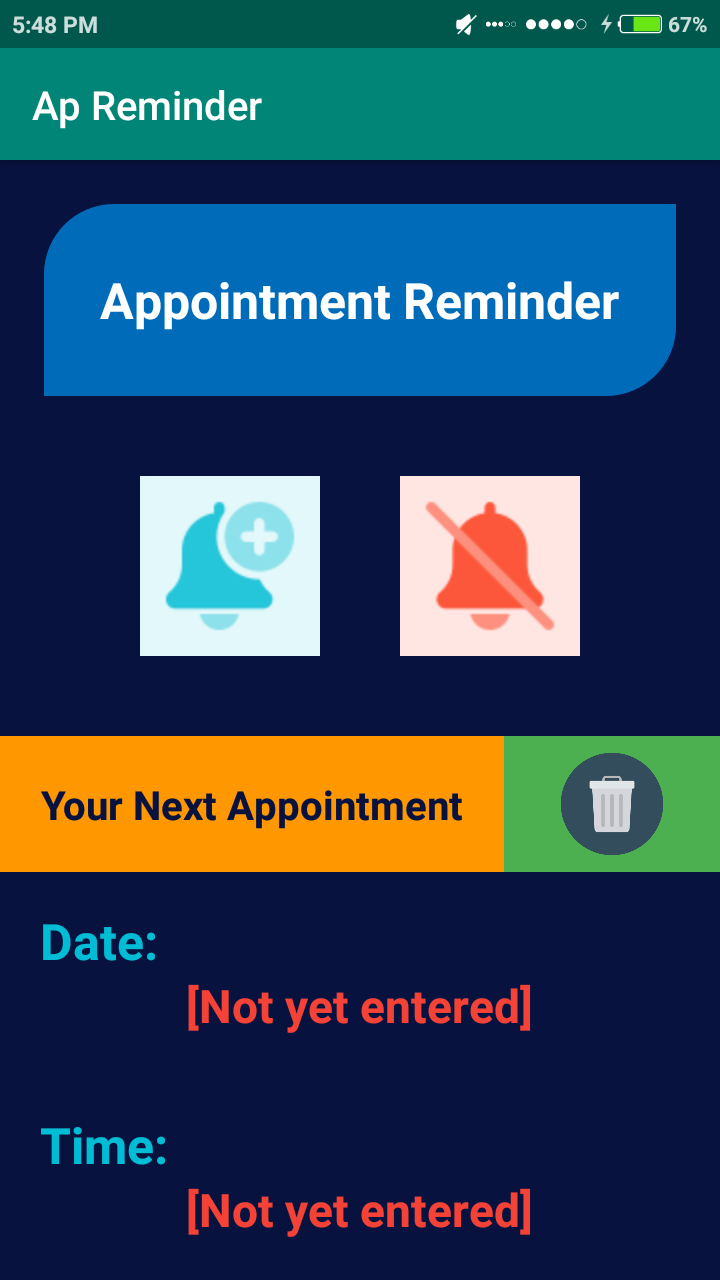 5:48 PM 67%
Ap Reminder
Appointment Reminder
Your Next Appointment
Date:
[Not yet entered]
Time:
[Not yet entered]